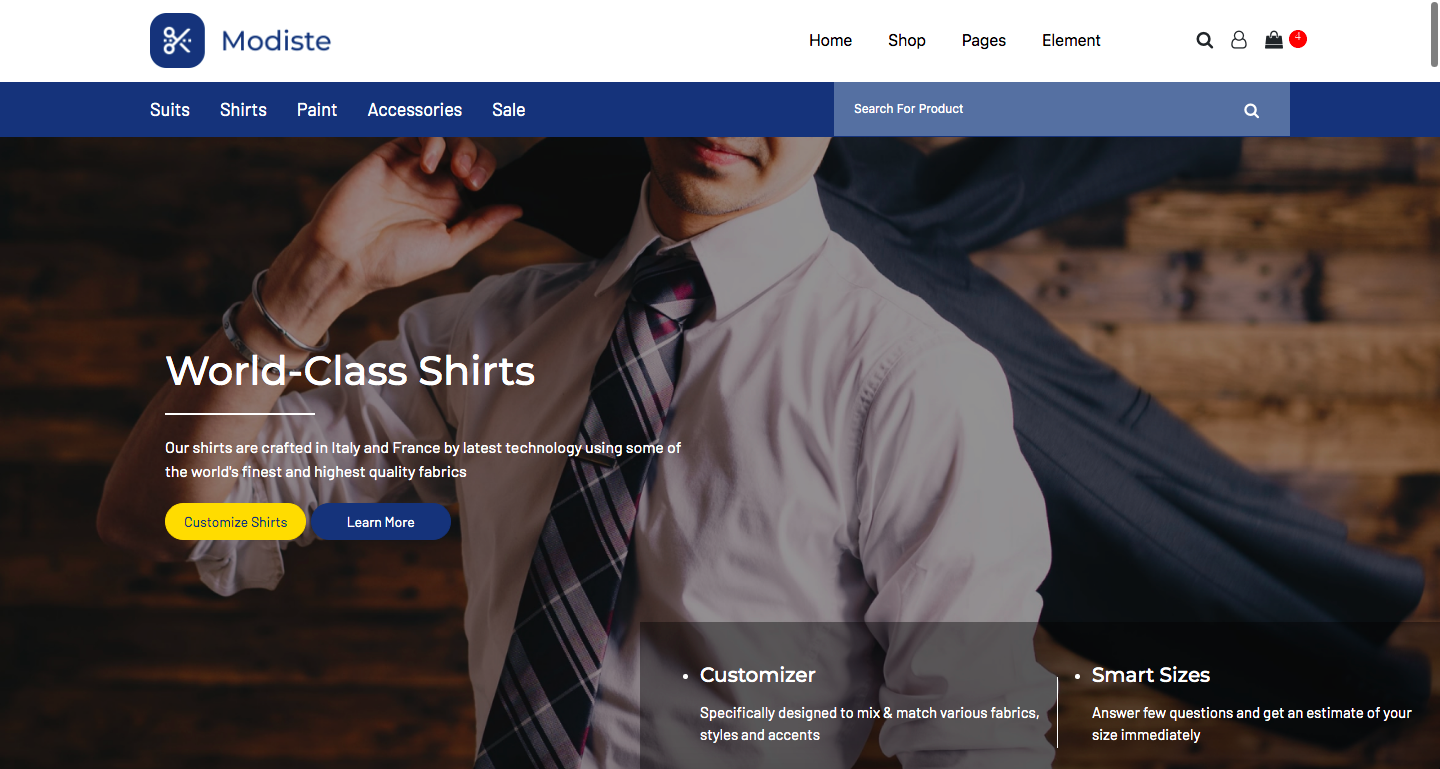 Modiste
Home Shop Pages Element
4
Suits Shirts Paint Accessories Sale
Search For Product
World-Class Shirts
Our shirts are crafted in Italy and France by latest technology using some of
the world's finest and highest quality fabrics
Customize Shirts Learn More
Customizer
Specifically designed to mix & match various fabrics,
styles and accents
Smart Sizes
Answer few questions and get an estimate of your
size immediately